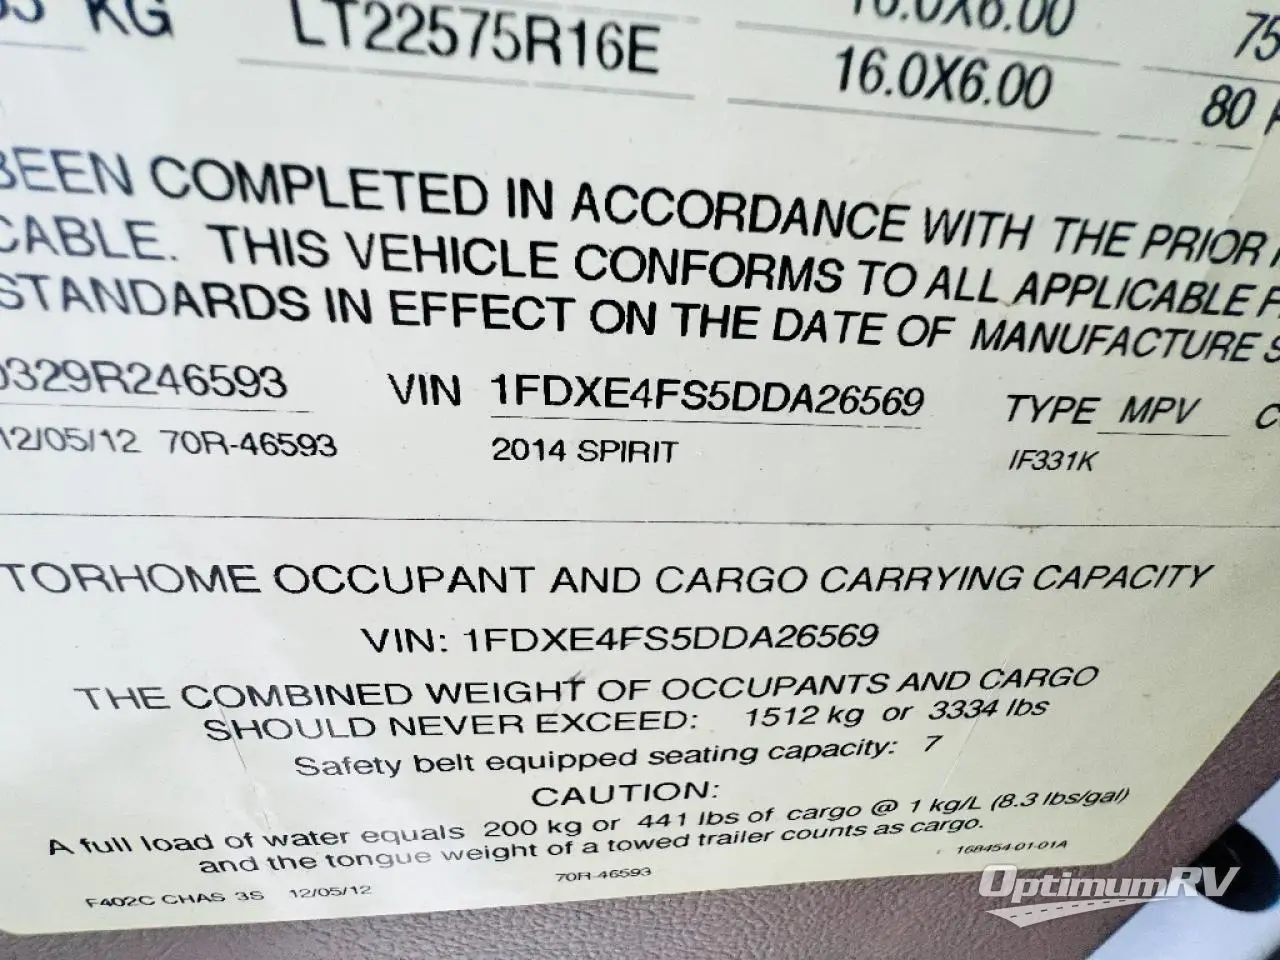 KG LT22575R16E 16.0X6.00 75
16.0X6.00 80
BEEN COMPLETED IN ACCORDANCE WITH THE PRIOR
CABLE. THIS VEHICLE CONFORMS TO ALL APPLICABLE F
STANDARDS IN EFFECT ON THE DATE OF MANUFACTURE S
0329R246593 VIN 1FDXE4FS5DDA26569 TYPE MPV C
12/05/12 70R-46593 2014 SPIRIT IF331K
TORHOME OCCUPANT AND CARGO CARRYING CAPACITY
VIN: 1FDXE4FS5DDA26569
THE COMBINED WEIGHT OF OCCUPANTS AND CARGO
SHOULD NEVER EXCEED: 1512 kg or 3334 lbs
Safety belt equipped seating capacity: 7
CAUTION:
A full load of water equals 200 kg or 441 lbs of cargo @ 1 kg/L (8.3 lbs/gal)
and the tongue weight of a towed trailer counts as cargo.
168454-01-01A
F402C CHAS 3S 12/05/12 70R-46593
OptimumRV